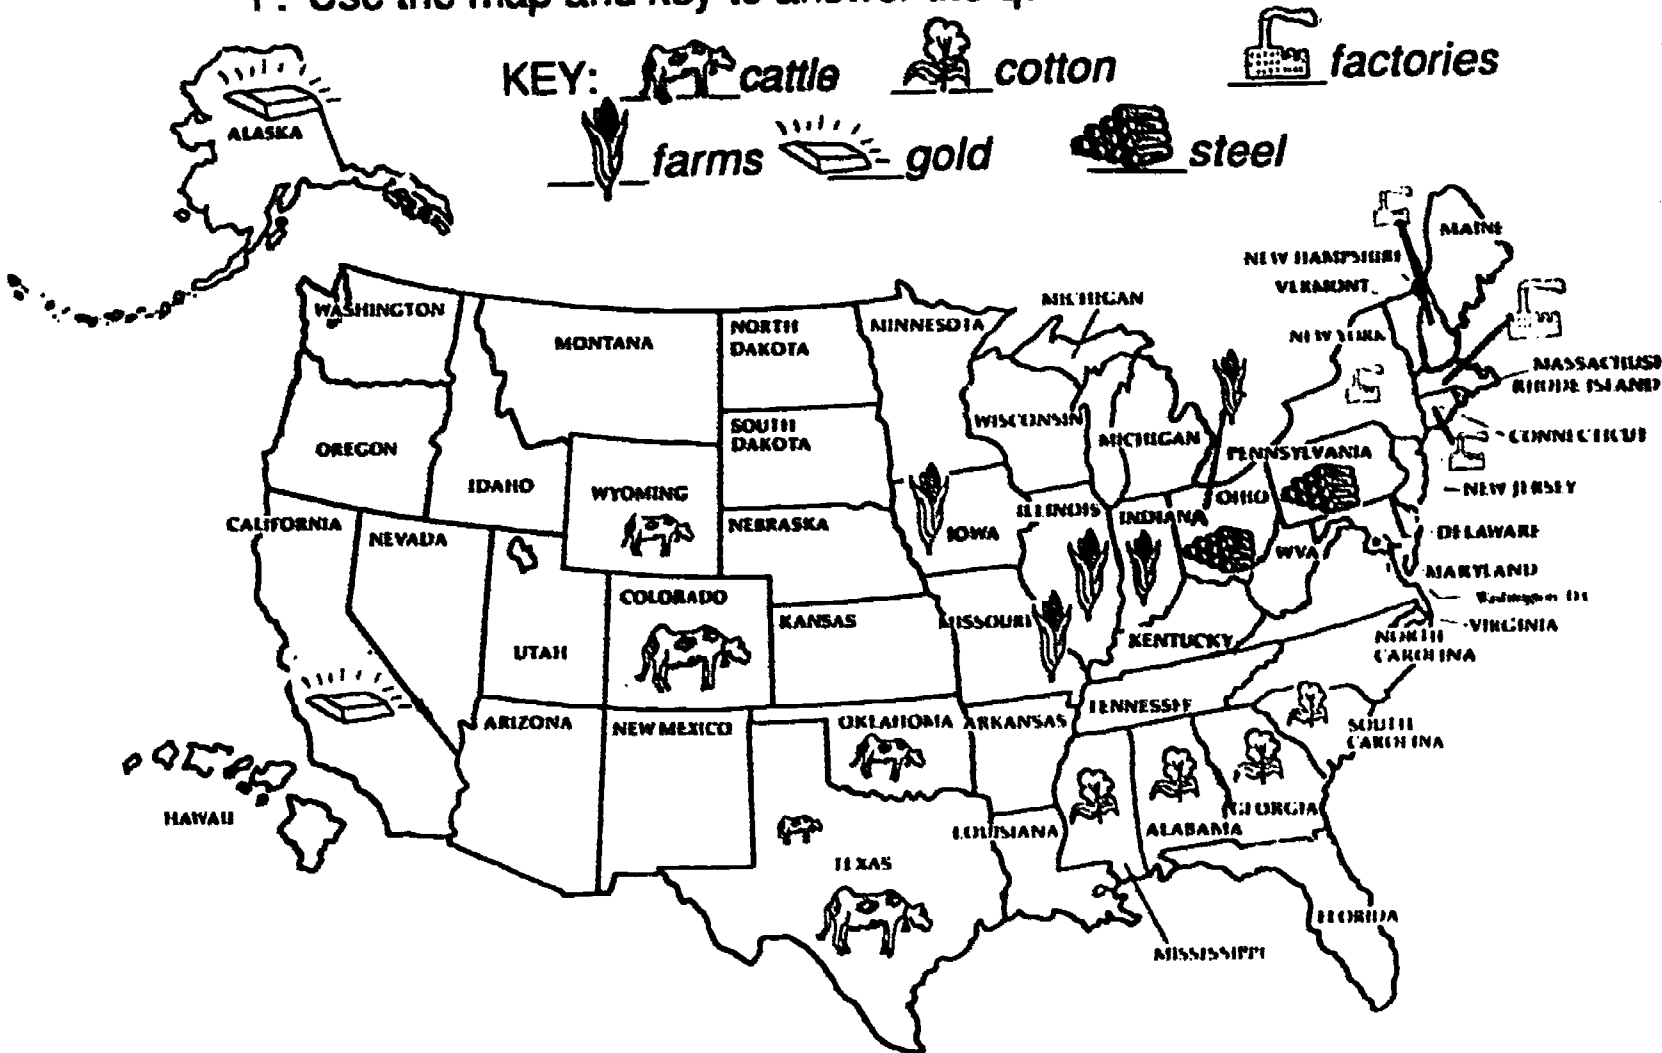 Use the map and key to answer the
KEY: cattle cotton factories
farms gold steel
ALASKA
MAINE
NEW HAMPSHIRE
VERMONT
MICHIGAN
WASHINGTON
MONTANA
NORTH
DAKOTA
MINNESOTA
NEW YORK
MASSACHUS
RHODE ISLAND
WISCONSIN
SOUTH
DAKOTA
MICHIGAN
CONNECTICUT
OREGON
PENNSYLVANIA
IDAHO
WYOMING
OHIO
NEW JERSEY
ILLINOIS
INDIANA
CALIFORNIA
NEVADA
NEBRASKA
IOWA
DELAWARE
WVA
MARYLAND
Washington DC
COLORADO
KANSAS
MISSOURI
VIRGINIA
KENTUCKY
NORTH
CAROLINA
UTAH
TENNESSEE
ARIZONA
NEW MEXICO
OKLAHOMA
ARKANSAS
SOUTH
CAROLINA
HAWAII
GEORGIA
LOUISIANA
ALABAMA
TEXAS
FLORIDA
MISSISSIPPI